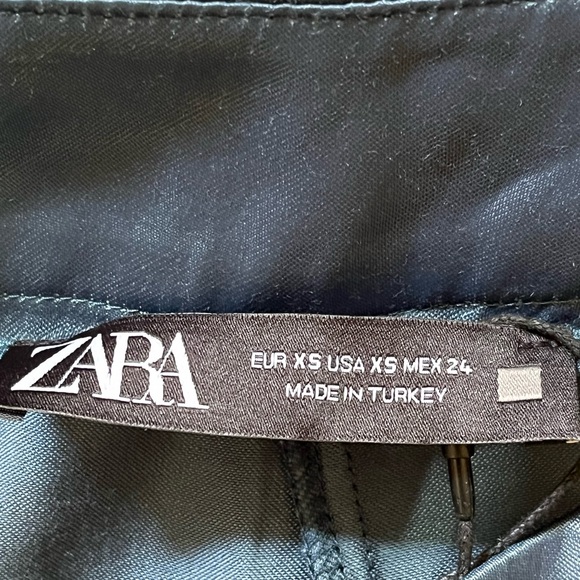 ZARA
EUR XS USA XS MEX 24
MADE IN TURKEY